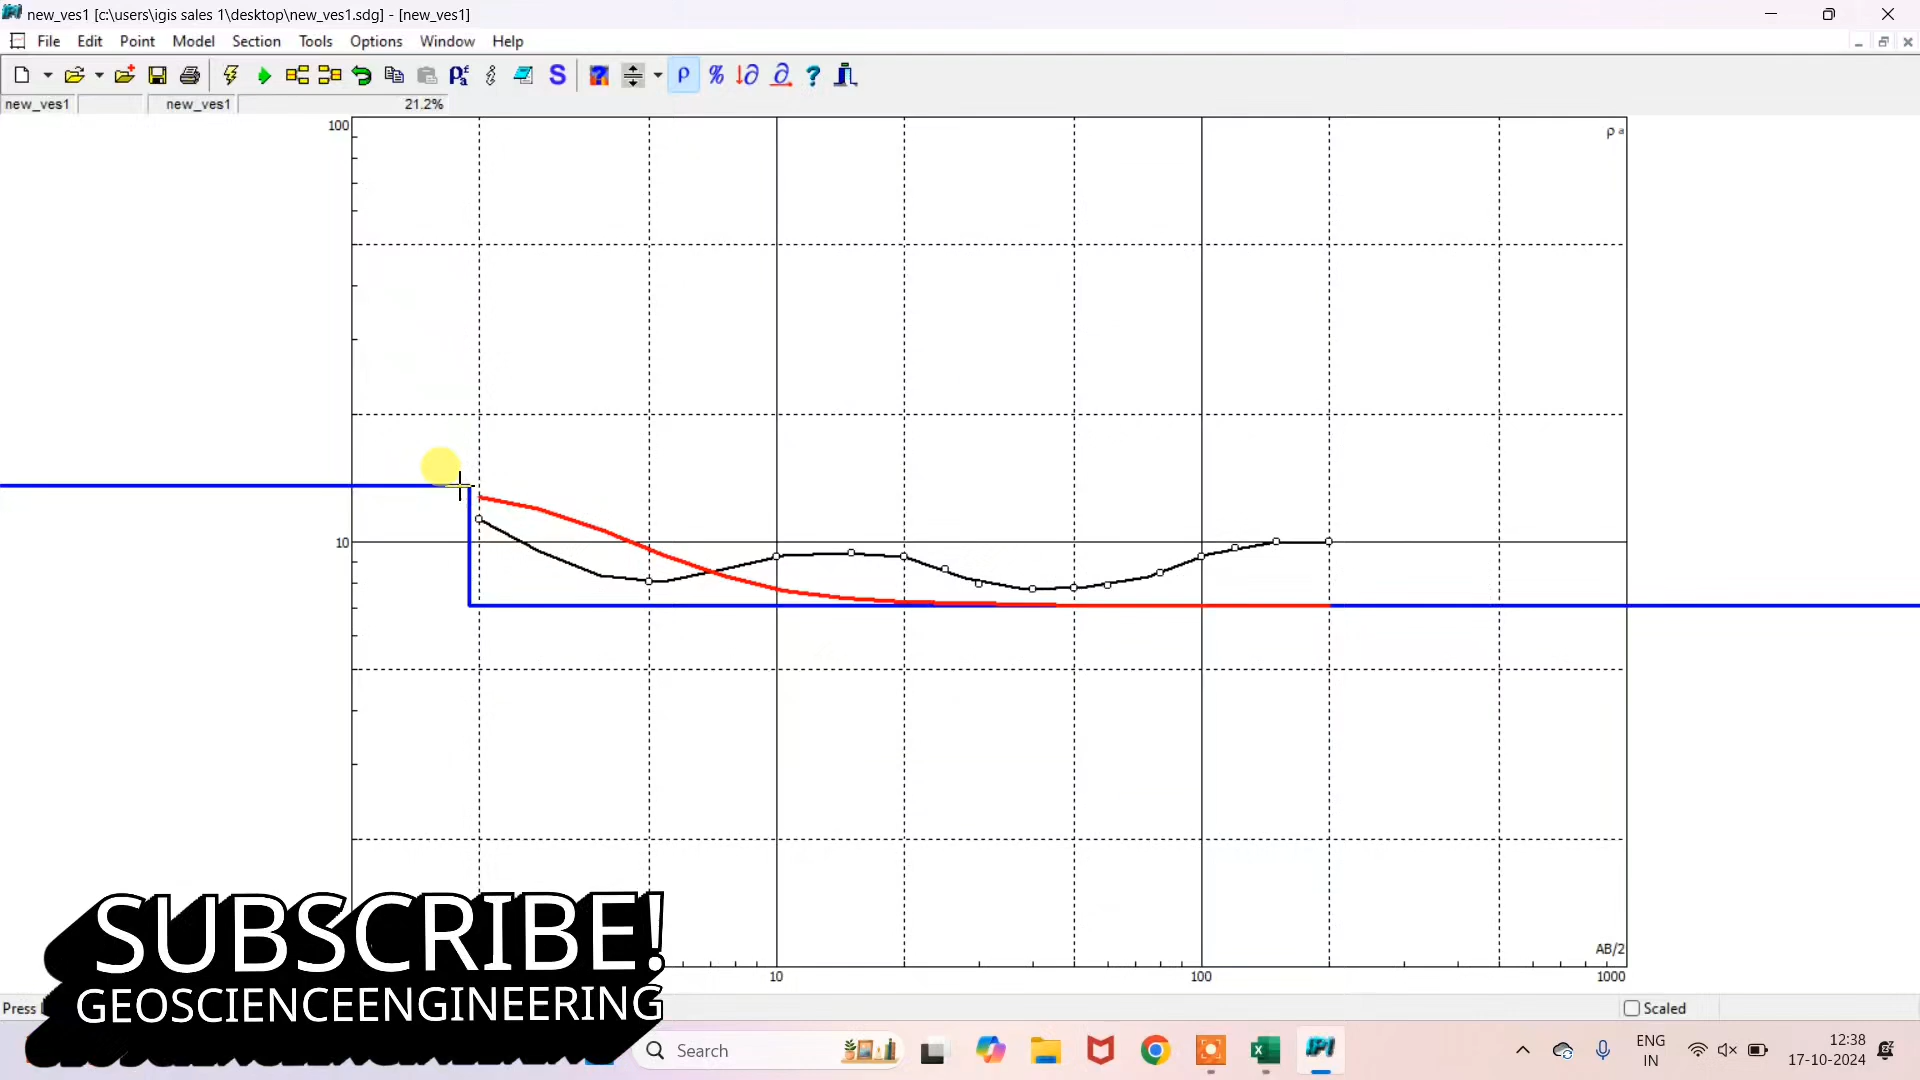 new_ves1 [c:\users\igis sales 1\desktop\new_ves1.sdg] - [new_ves1]
File Edit Point Model Section Tools Options Window Help
new_ves1 new_ves1 21.2%
100
ρa
10
AB/2
10 100 1000
Press
Scaled
SUBSCRIBE!
GEOSCIENCEENGINEERING
Search
ENG
IN
12:38
17-10-2024